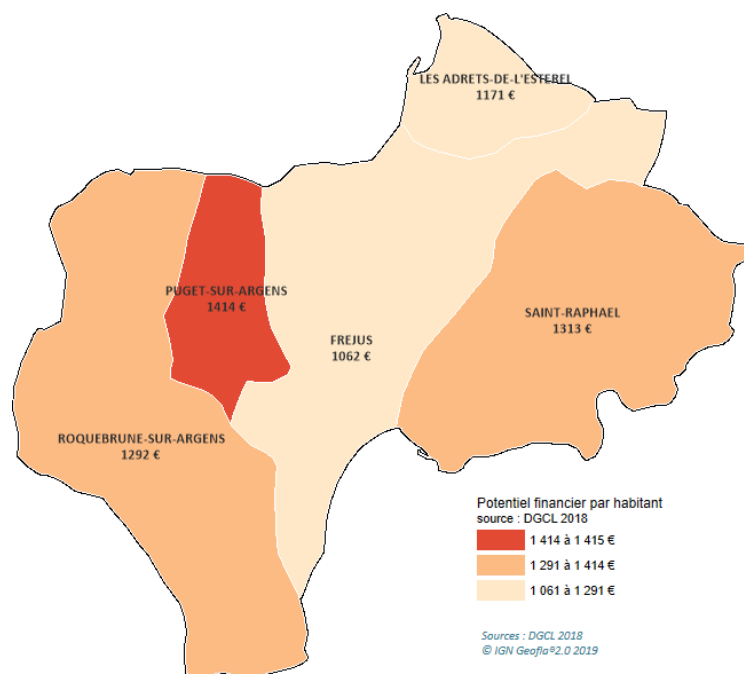 LES ADRETS-DE-L'ESTEREL
1171 €
PUGET-SUR-ARGENS
1414 €
SAINT-RAPHAEL
1313 €
FREJUS
1062 €
ROQUEBRUNE-SUR-ARGENS
1292 €
Potentiel financier par habitant
source : DGCL 2018
1 414 à 1 415 €
1 291 à 1 414 €
1 061 à 1 291 €
Sources : DGCL 2018
© IGN Geofla®2.0 2019